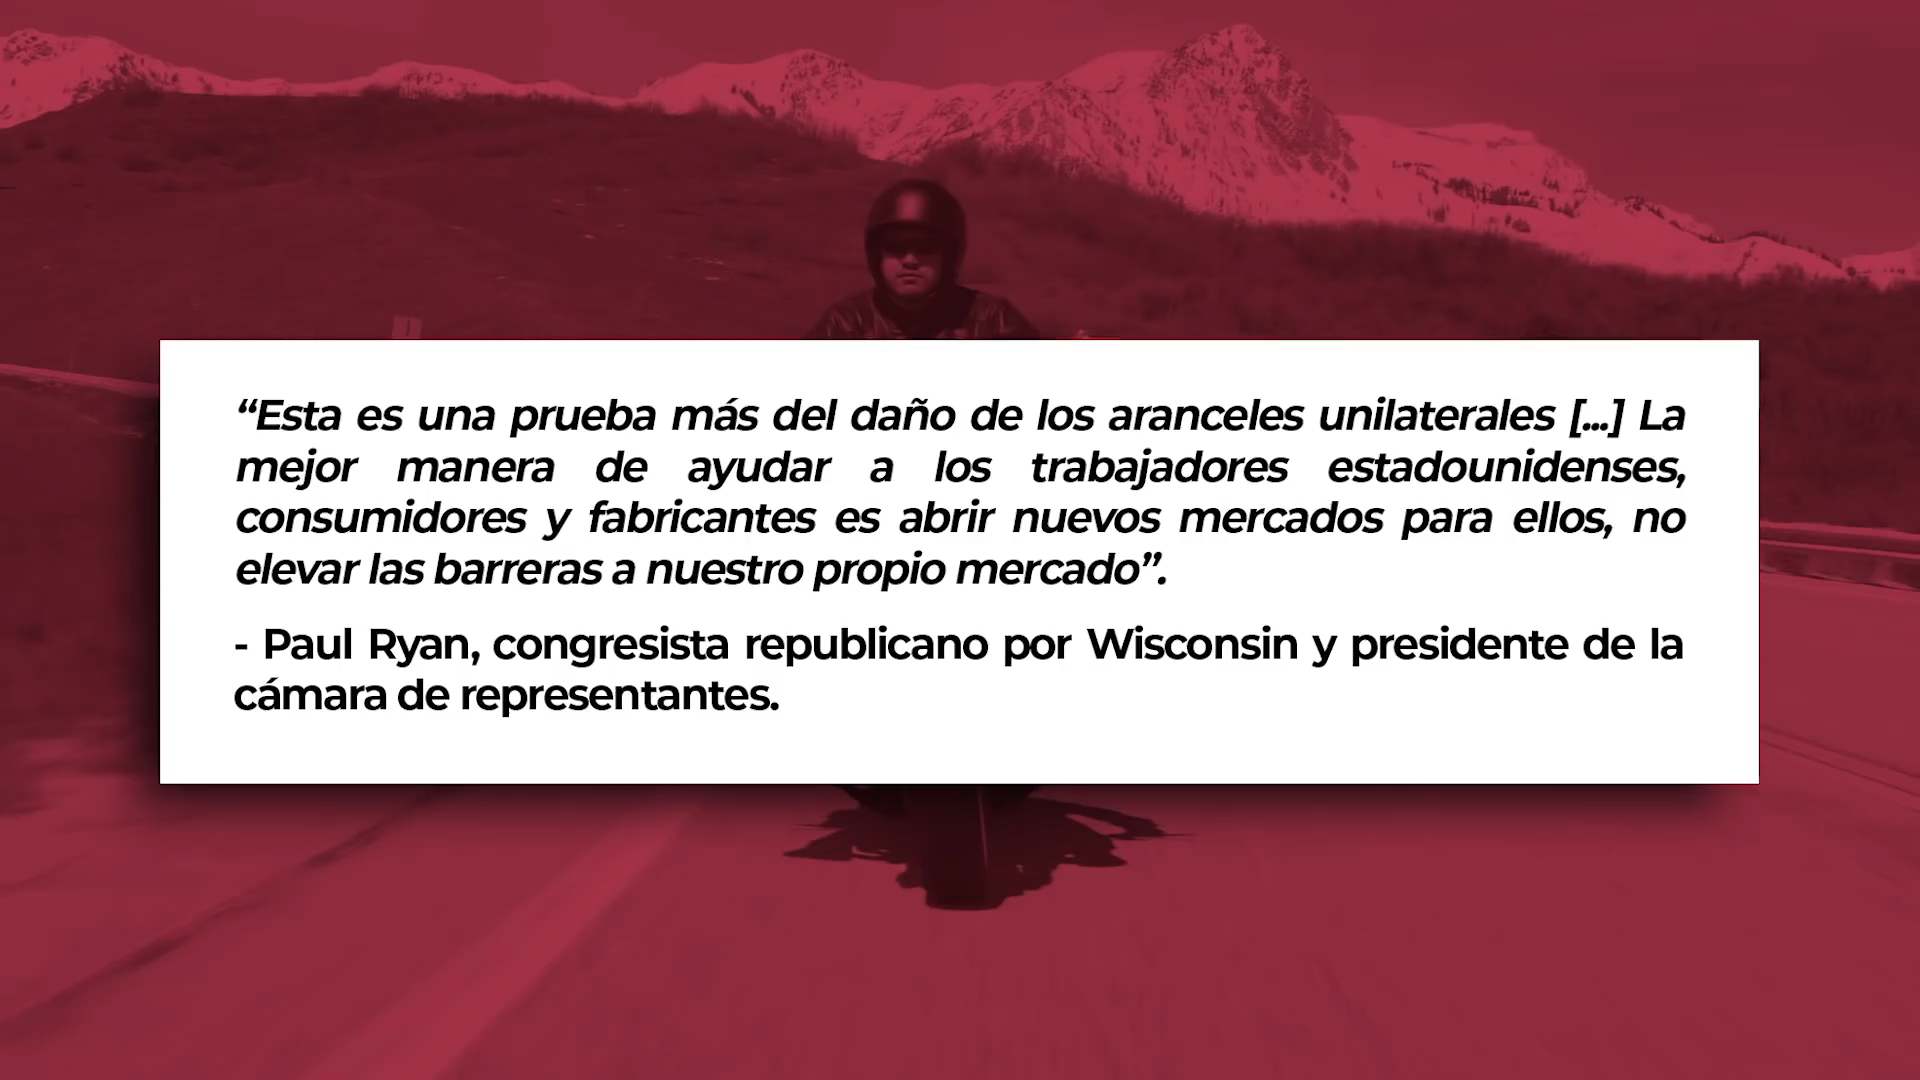 “Esta es una prueba más del daño de los aranceles unilaterales [...] La
mejor manera de ayudar a los trabajadores estadounidenses,
consumidores y fabricantes es abrir nuevos mercados para ellos, no
elevar las barreras a nuestro propio mercado”.
- Paul Ryan, congresista republicano por Wisconsin y presidente de la
cámara de representantes.